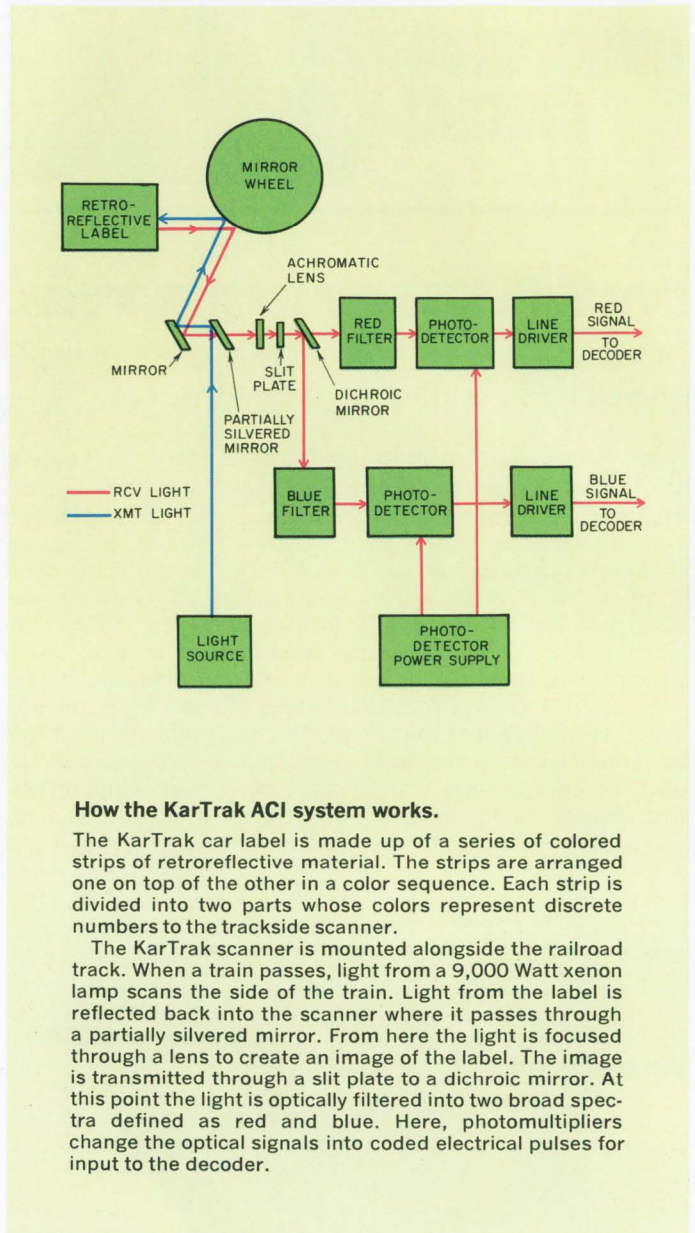 MIRROR
WHEEL
RETRO-
REFLECTIVE
LABEL
ACHROMATIC
LENS
MIRROR
PARTIALLY
SILVERED
MIRROR
SLIT
PLATE
DICHROIC
MIRROR
RED
FILTER
PHOTO-
DETECTOR
LINE
DRIVER
RED
SIGNAL
TO
DECODER
RCV LIGHT
XMT LIGHT
BLUE
FILTER
PHOTO-
DETECTOR
LINE
DRIVER
BLUE
SIGNAL
TO
DECODER
LIGHT
SOURCE
PHOTO-
DETECTOR
POWER SUPPLY
How the KarTrak ACI system works.
The KarTrak car label is made up of a series of colored
strips of retroreflective material. The strips are arranged
one on top of the other in a color sequence. Each strip is
divided into two parts whose colors represent discrete
numbers to the trackside scanner.
The KarTrak scanner is mounted alongside the railroad
track. When a train passes, light from a 9,000 Watt xenon
lamp scans the side of the train. Light from the label is
reflected back into the scanner where it passes through
a partially silvered mirror. From here the light is focused
through a lens to create an image of the label. The image
is transmitted through a slit plate to a dichroic mirror. At
this point the light is optically filtered into two broad spec-
tra defined as red and blue. Here, photomultipliers
change the optical signals into coded electrical pulses for
input to the decoder.